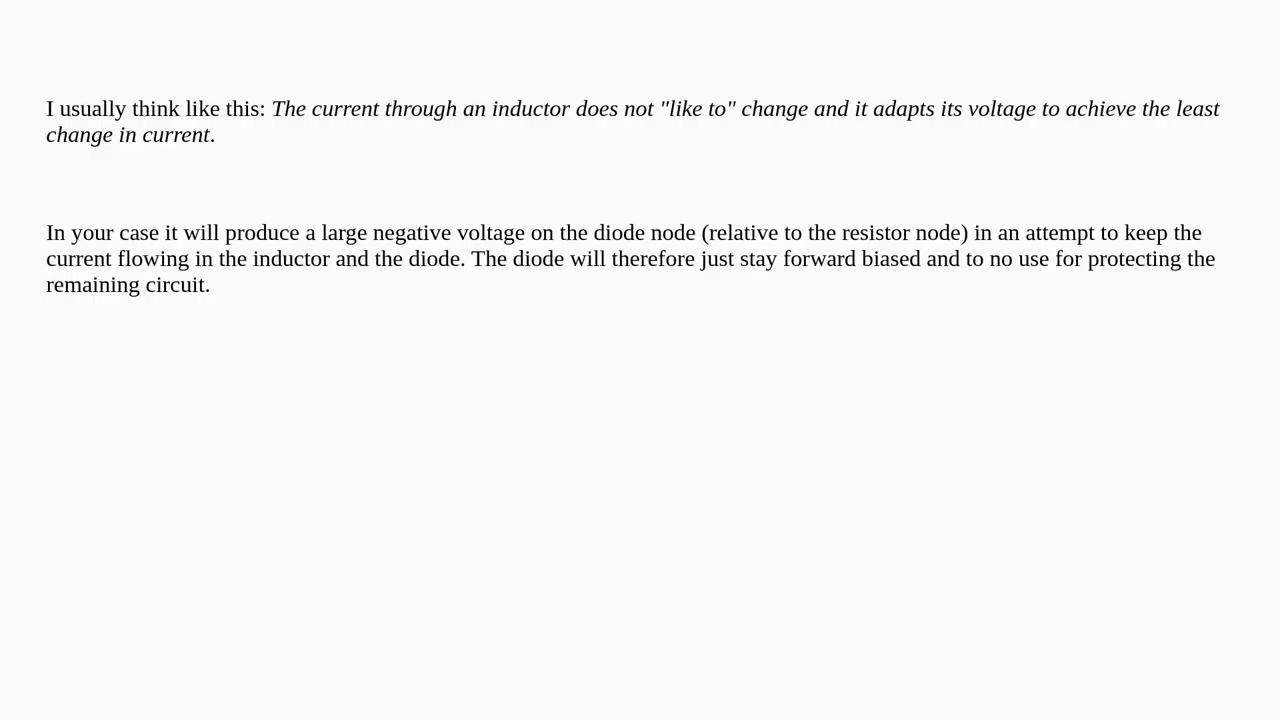 I usually think like this: The current through an inductor does not "like to" change and it adapts its voltage to achieve the least
change in current.
In your case it will produce a large negative voltage on the diode node (relative to the resistor node) in an attempt to keep the
current flowing in the inductor and the diode. The diode will therefore just stay forward biased and to no use for protecting the
remaining circuit.